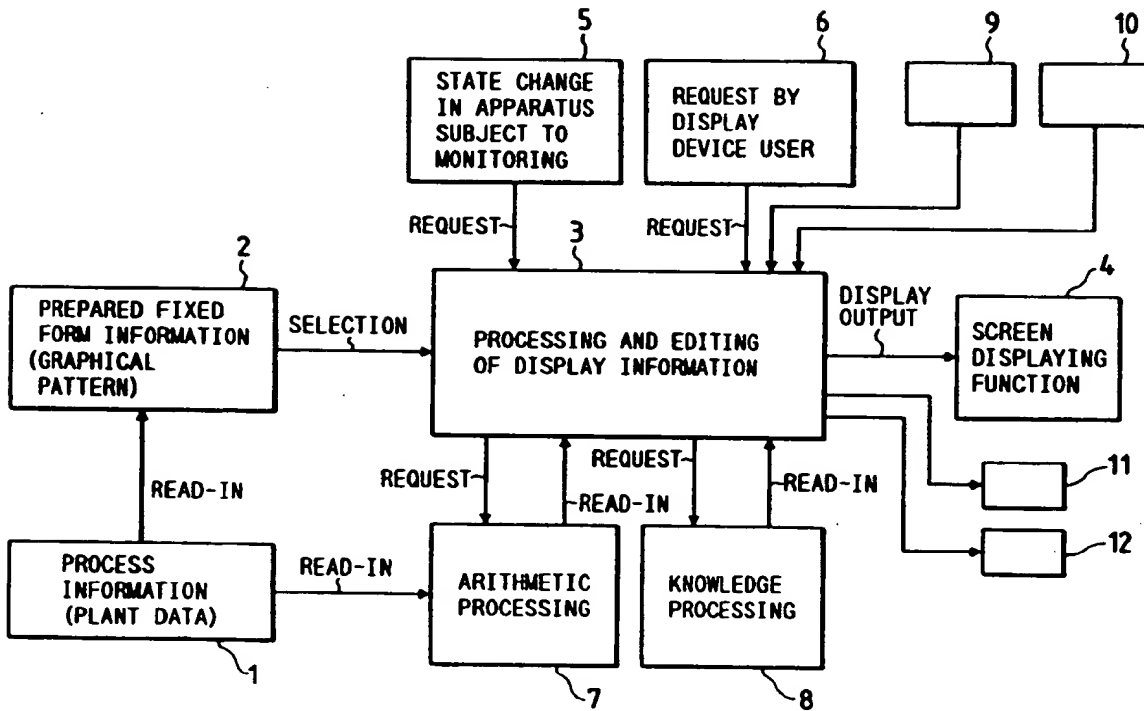 5
6
9
10
STATE CHANGE
IN APPARATUS
SUBJECT TO
MONITORING
REQUEST BY
DISPLAY
DEVICE USER
REQUEST
REQUEST
2
3
4
PREPARED FIXED
FORM INFORMATION
(GRAPHICAL
PATTERN)
SELECTION
PROCESSING AND EDITING
OF DISPLAY INFORMATION
DISPLAY
OUTPUT
SCREEN
DISPLAYING
FUNCTION
READ-IN
REQUEST
READ-IN
REQUEST
READ-IN
11
12
PROCESS
INFORMATION
(PLANT DATA)
READ-IN
ARITHMETIC
PROCESSING
KNOWLEDGE
PROCESSING
1
7
8